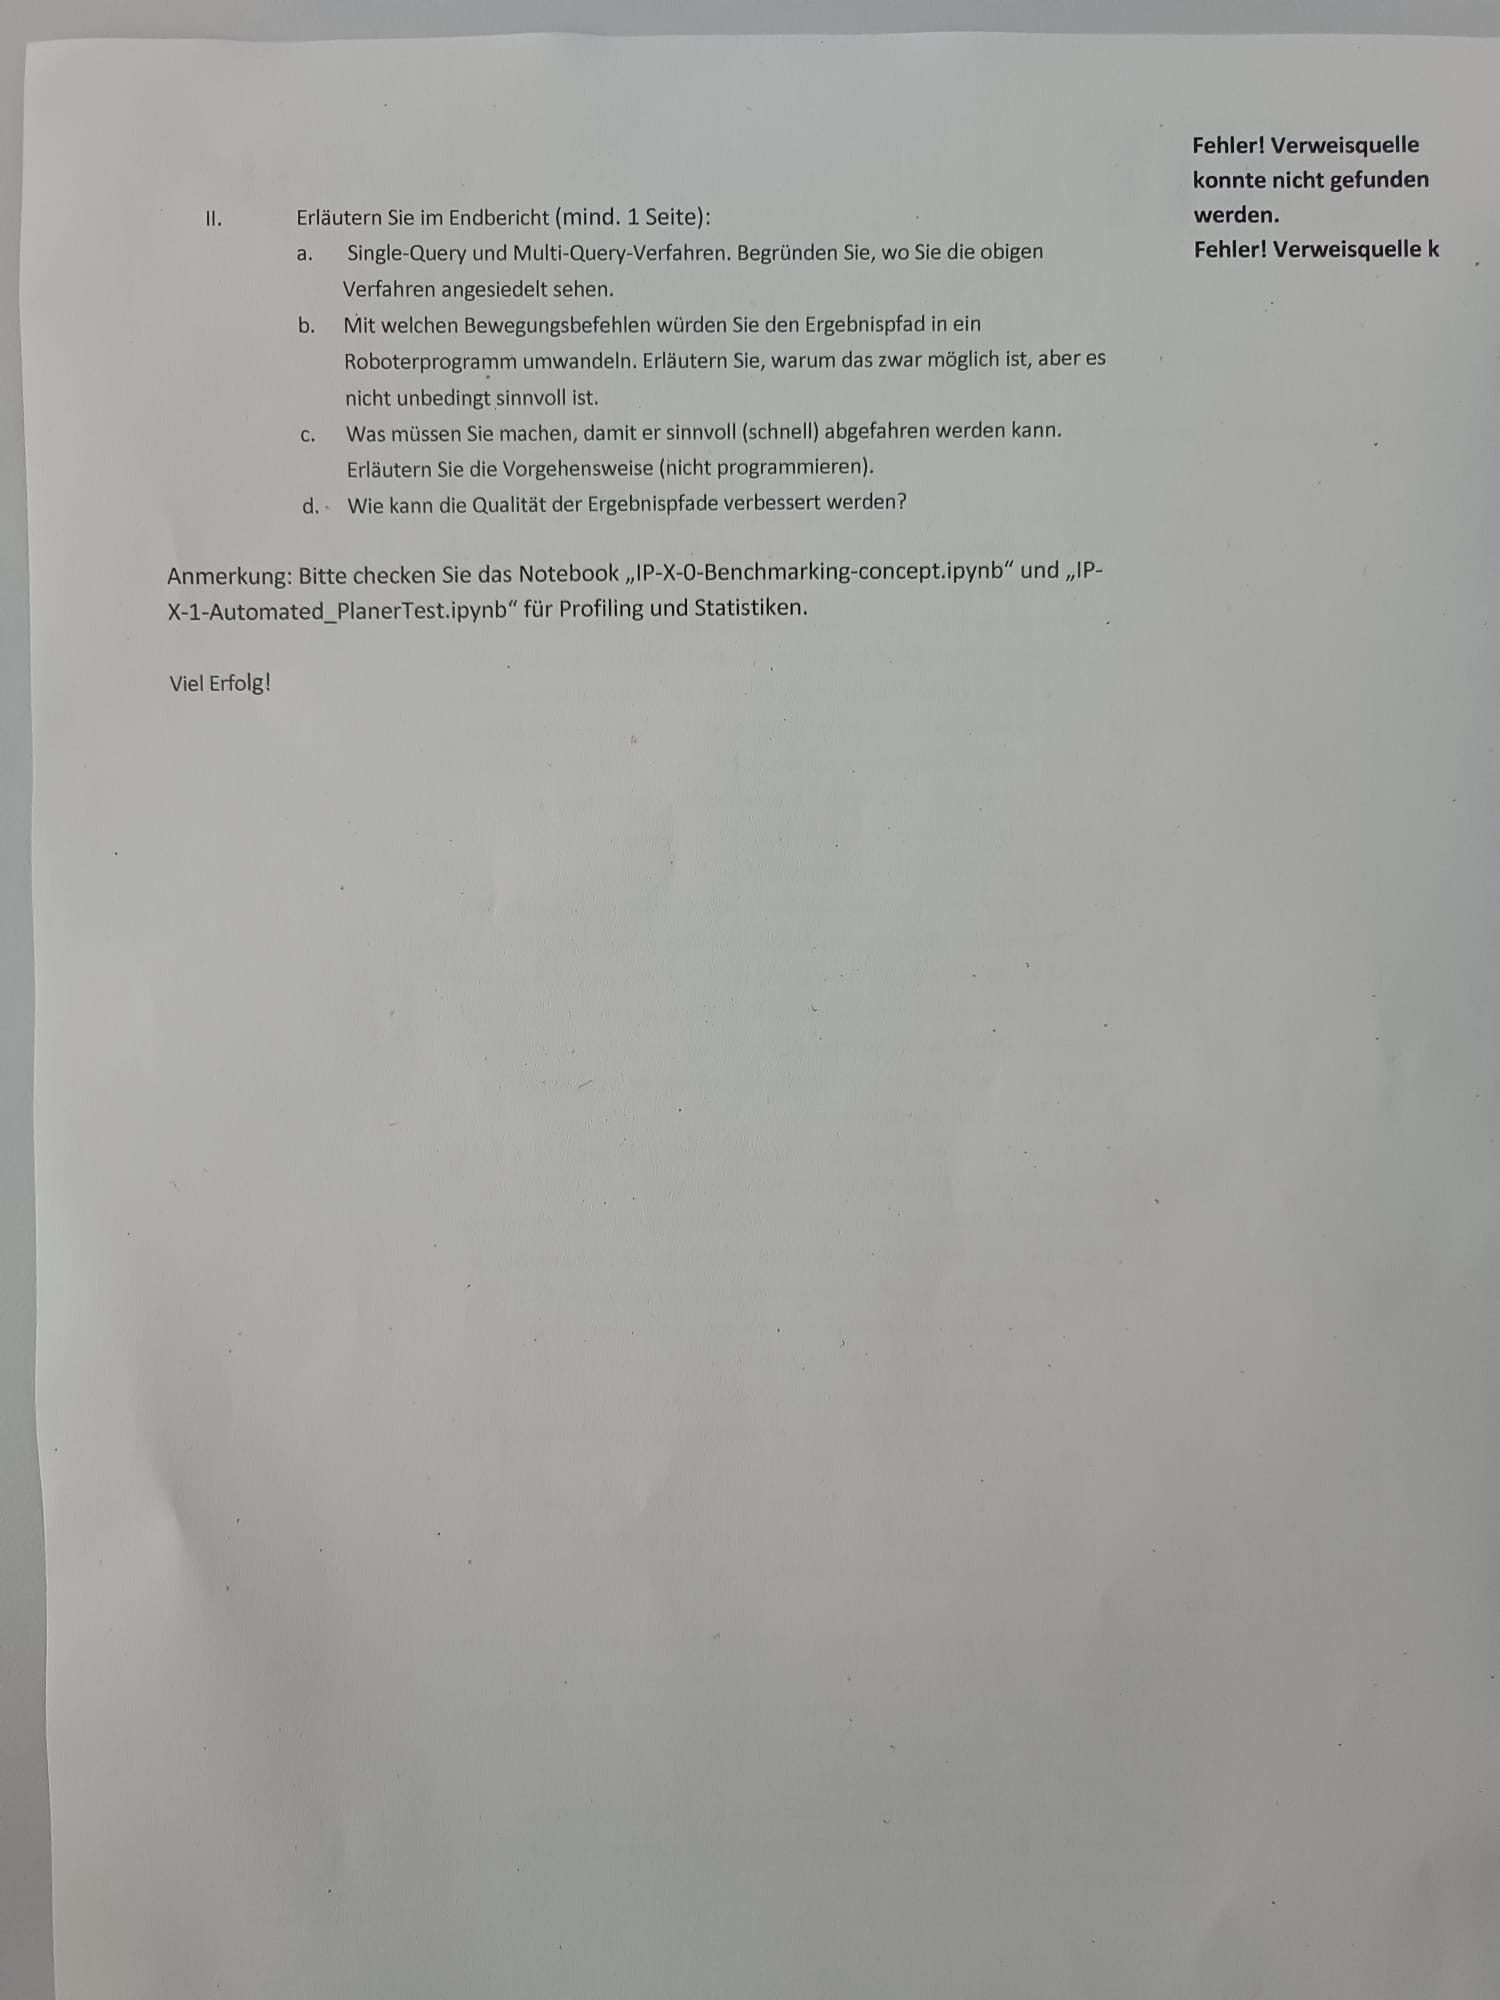 Fehler! Verweisquelle
konnte nicht gefunden
werden.
Fehler! Verweisquelle k
II. Erläutern Sie im Endbericht (mind. 1 Seite):
a. Single-Query und Multi-Query-Verfahren. Begründen Sie, wo Sie die obigen
Verfahren angesiedelt sehen.
b. Mit welchen Bewegungsbefehlen würden Sie den Ergebnispfad in ein
Roboterprogramm umwandeln. Erläutern Sie, warum das zwar möglich ist, aber es
nicht unbedingt sinnvoll ist.
c. Was müssen Sie machen, damit er sinnvoll (schnell) abgefahren werden kann.
Erläutern Sie die Vorgehensweise (nicht programmieren).
d. Wie kann die Qualität der Ergebnispfade verbessert werden?
Anmerkung: Bitte checken Sie das Notebook „IP-X-0-Benchmarking-concept.ipynb“ und „IP-
X-1-Automated_PlanerTest.ipynb“ für Profiling und Statistiken.
Viel Erfolg!